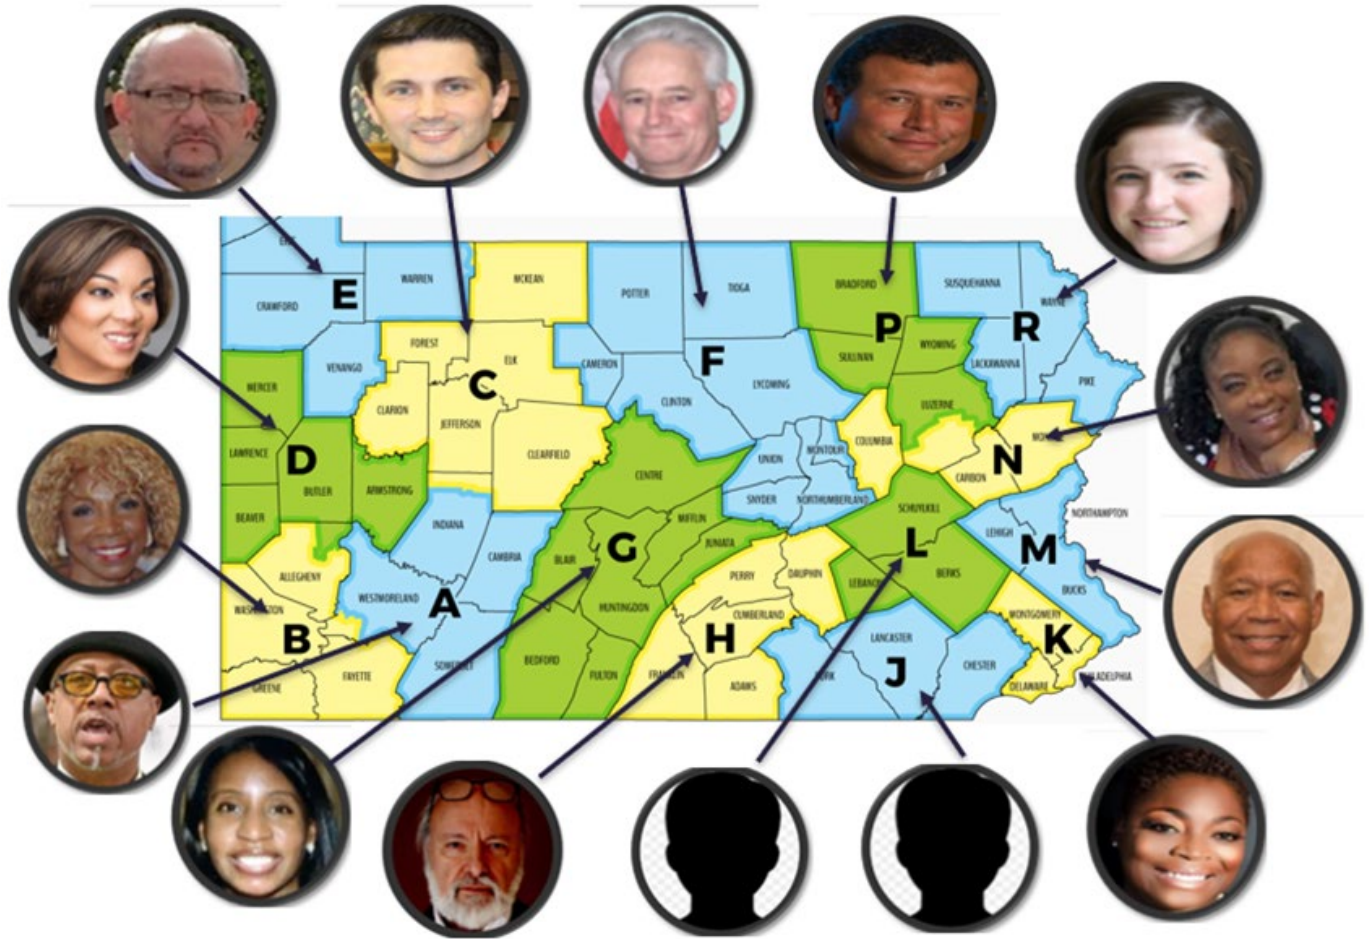 WARREN
MCKEAN
POTTER
TIOGA
BRADFORD
SUSQUEHANNA
WAYNE
CRAWFORD
E
P
R
FOREST
ELK
SULLIVAN
WYOMING
LACKAWANNA
VENANGO
CAMERON
F
LYCOMING
PIKE
MERCER
C
CLINTON
LUZERNE
CLARION
JEFFERSON
COLUMBIA
LAWRENCE
D
CLEARFIELD
UNION
MONTOUR
N
CARBON
BUTLER
ARMSTRONG
CENTRE
SNYDER
NORTHUMBERLAND
SCHUYLKILL
NORTHAMPTON
BEAVER
INDIANA
MIFFLIN
LEHIGH
JUNIATA
L
M
G
CAMBRIA
BLAIR
ALLEGHENY
PERRY
DAUPHIN
LEBANON
BERKS
BUCKS
WESTMORELAND
A
HUNTINGDON
WASHINGTON
CUMBERLAND
MONTGOMERY
B
H
LANCASTER
K
BEDFORD
CHESTER
FAYETTE
SOMERSET
FULTON
FRANKLIN
J
GREENE
ADAMS
YORK
DELAWARE